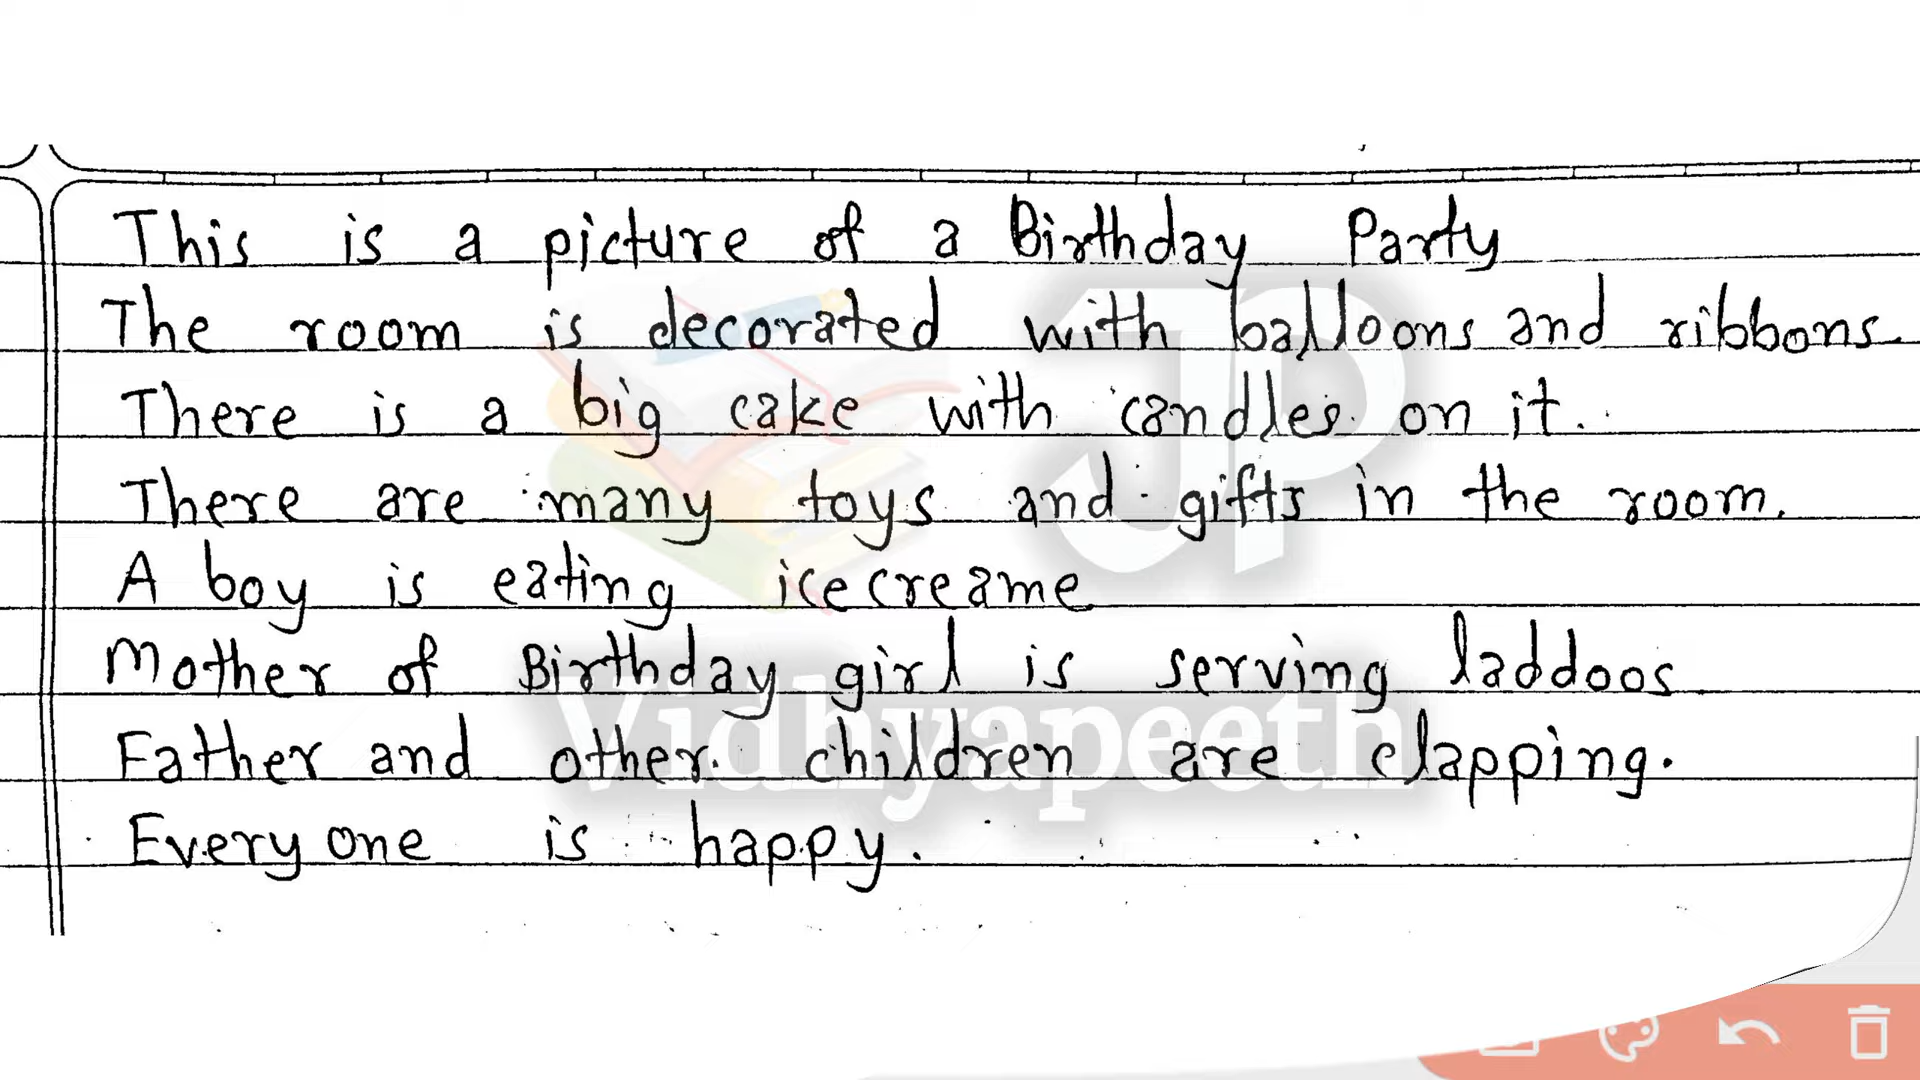 This is a picture of a Birthday Party
The room is decorated with balloons and ribbons.
There is a big cake with candles on it.
There are many toys and gifts in the room.
A boy is eating icecreame
Mother of Birthday girl is serving laddoos
Father and other children are clapping.
Every one is happy.
JP
Vidhyapeeth